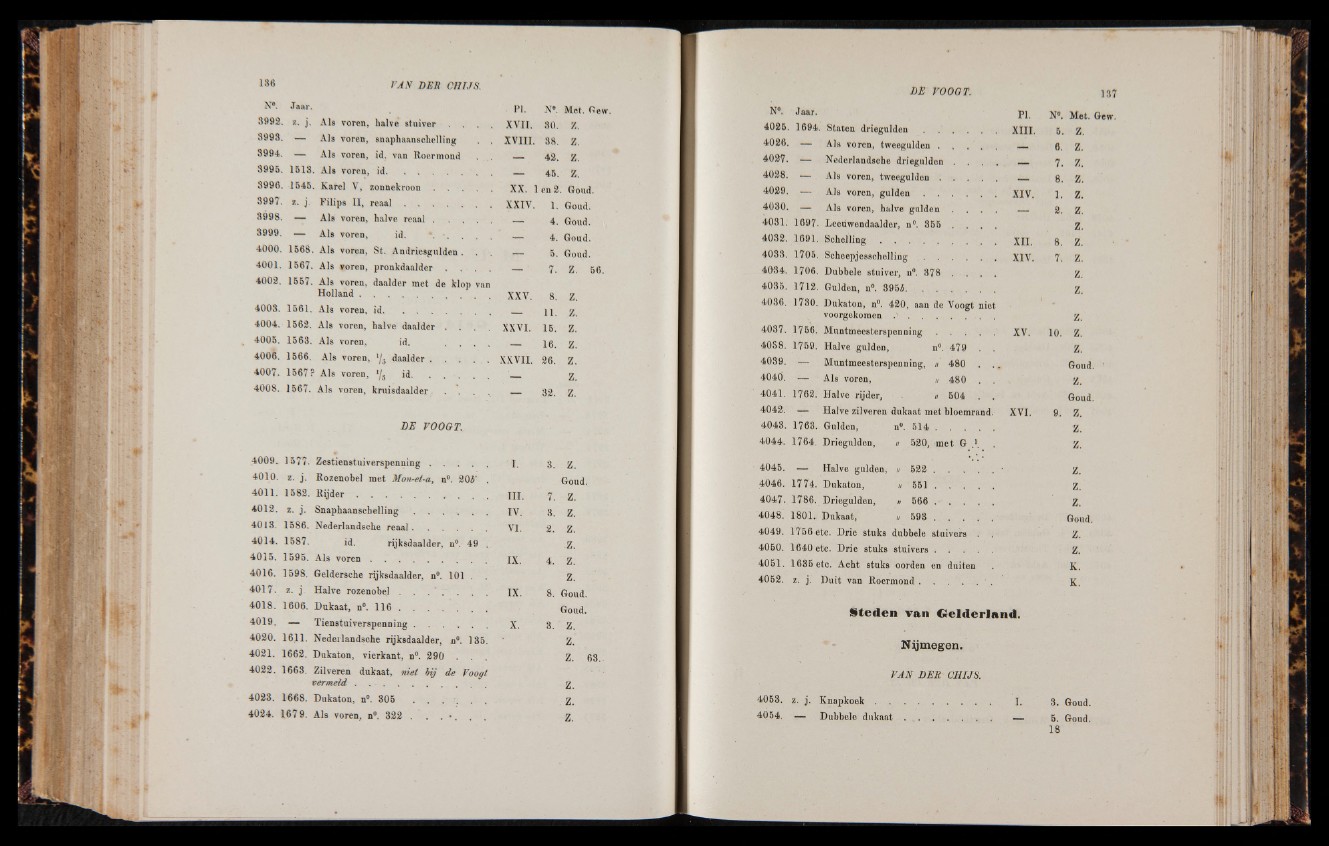 136 VAN DER CHIJS.
N°. Jaar. Pl. N°. Met. Gew.
3992. z. j. Als voren, halve stuiver . . . . XVII. 30. Z.
3993. — Als voren, snaphaanschelling . . XVIII. 38. Z.
3994. — Als voren, id. van Roermond . . — 42. Z.
3995. 1513. Als voren, id. . . . . . . . — 45. Z.
3996. 1545. Karel V, zonnekroon . . . . . XX. 1 en 2. Goud.
3997. z. j. Filips II, reaal . . . . . . . XXIV. 1. Goud.
3998. — Als voren, halve reaal . . . . . — 4. Goud.
3999. — Als voren, id. . . . . . — 4. Goud.
4000. 1568. Als voren, St. Andriesgulden . . . — 5. Goud.
4001. 1567. Als voren, pronkdaalder . . . . — 7. Z. 56.
4002. 1557. Als voren, daalder met de klop van
Holland . . . . . . . . . . XXV. 8. Z.
4003. 1561. Als voren, id. . . . . . . . — 11. Z.
4004. 1562. Als voren, halve daalder . . . . XXVI. 15. Z.
4005. 1563. Als voren, id. . . . . — 16. Z.
4006. 1566. Als voren, 1/5 daalder . . . . . XXVII. 26. Z.
4007. 1567? Als voren, 1/5 id. . . . . . — Z.
4008. 1567. Als voren, kruisdaalder . . . . — 32. Z.
DE VOOGT.
4009. 1577. Zestienstuiverspenning . . . . . I. 3. Z.
4010. z. j. Rozenobel met Mon-et-a, n°. 20b . Goud.
4011. 1582. Rijder . . . . . . . . . . III. 7. Z.
4012. z. j. Snaphaanschelling . . . . . . IV. 3. Z.
4013. 1586. Nederlandsche reaal . . . . . . VI. 2. Z.
4014. 1587. id. rijksdaalder, n°. 49 . Z.
4015. 1595. Als voren . . . . . . . . . IX. 4. Z.
4016. 1598. Geldersche rijksdaalder, n°. 101 . . Z.
4017. z. j. Halve rozenobel . . . . . . . IX. 8. Goud.
4018. 1606. Dukaat, n°. 116 . . . . . . . Goud.
4019. — Tienstuiverspenning . . . . . . X. 3. Z.
4020. 1611. Nederlandsche rijksdaalder, n°. 135. Z.
4021. 1662. Dukaton, vierkant, n°. 290 . . . Z. 63.
4022. 1663. Zilveren dukaat, niet bij de Voogt
vermeld . . . . . . . . . . Z.
4023. 1668. Dukaton, n°. 305 . . . . . . Z.
4024. 1679. Als voren, n°. 322 . . . . . . Z.
DE VOOGT. 137
N°. Jaar. Pl. N°. Met. Gew.
4025. 1694. Staten driegulden . . . . . . XIII. 5. Z.
4026. — Als voren, tweegulden . . . . . — 6. Z.
4027. — Nederlandsche driegulden . . . . — 7. Z.
4028. — Als voren, tweegulden . . . . . — 8. Z.
4029. — Als voren, gulden . . . . . . XIV. 1. Z.
4030. — Als voren, halve gulden . . . . — 2. Z.
4031. 1697. Leeuwendaalder, n°. 355 . . . . Z.
4032. 1691. Schelling . . . . . . . . . XII. 8. Z.
4033. 1705. Scheepjesschelling . . . . . . XIV. 7. Z.
4034. 1706. Dubbele stuiver, n°. 378 . . . . Z.
4035. 1712. Gulden, n°. 395b. . . . . . . Z.
4036. 1730. Dukaton, n°. 420, aan de Voogt niet
voorgekomen . . . . . . . . Z.
4037. 1756. Muntmeesterspenning . . . . . XV. 10. Z.
4038. 1759. Halve gulden, n°. 479 . . Z.
4039. — Muntmeesterspenning, „ 480 . . . Goud.
4040. — Als voren, „ 480 . . Z.
4041. 1762. Halve rijder, „ 504 . . Goud.
4042. — Halve zilveren dukaat met bloemrand. XVI. 9. Z.
4043. 1763. Gulden, n°. 514 . . . . . Z.
4044. 1764. Driegulden, „ 520, met G . 1 . . Z.
4045. — Halve gulden, „ 522 . . . . . Z.
4046. 1774. Dukaton, „ 551 . . . . . Z.
4047. 1786. Driegulden, „ 566 . . . . . Z.
4048. 1801. Dukaat, „ 593 . . . . . Goud.
4049. 1756 etc. Drie stuks dubbele stuivers . . Z.
4050. 1640 etc. Drie stuks stuivers . . . . . Z.
4051. 1635 etc. Acht stuks oorden en duiten . K.
4052. z. j. Duit van Roermond . . . . . . K.
Steden van Gelderland.
Nijmegen.
VAN DER CHIJS.
4053. z. j. Knapkoek . . . . . . . . . I. 3. Goud.
4054. — Dubbele dukaat . . . . . . . — 5. Goud.
18